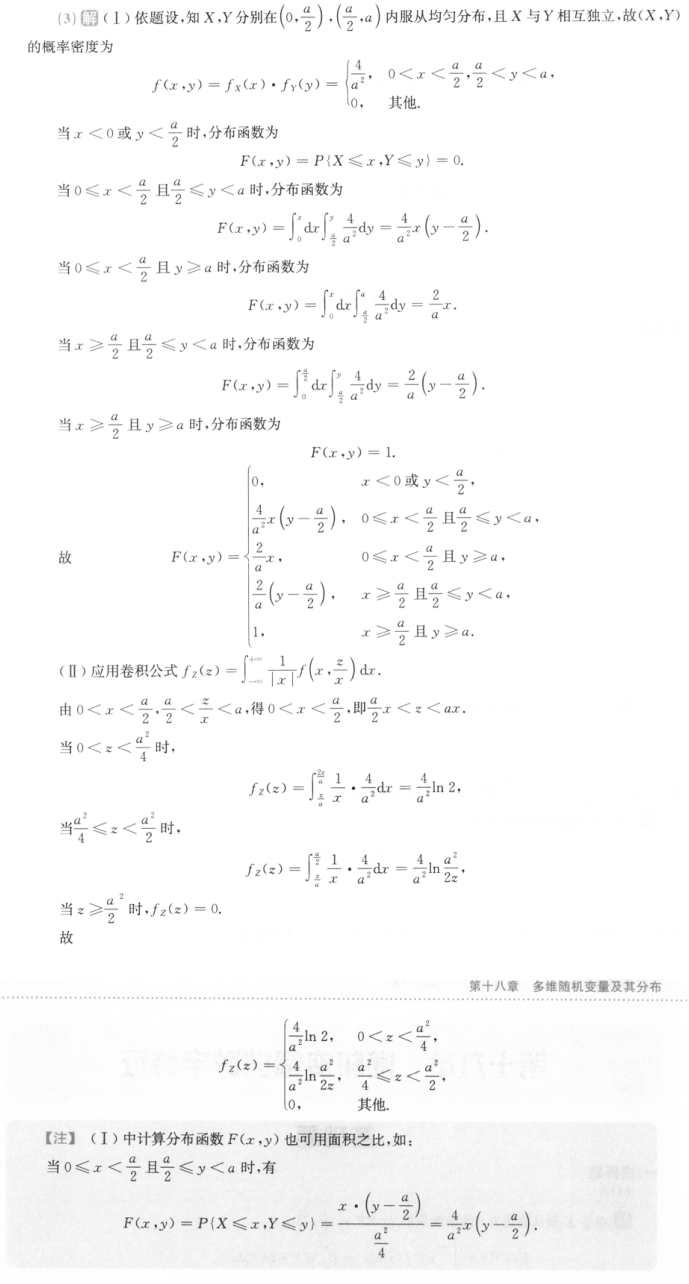 (3) 解 (Ⅰ)依题设,知 X,Y 分别在(0,a/2),(a/2,a)内服从均匀分布,且 X 与 Y 相互独立,故(X,Y)
的概率密度为
f(x,y) = f_X(x)·f_Y(y) = { 4/a², 0<x<a/2, a/2<y<a,
0, 其他.
当 x<0 或 y<a/2 时,分布函数为
F(x,y) = P{X≤x,Y≤y} = 0.
当 0≤x<a/2 且 a/2≤y<a 时,分布函数为
F(x,y) = ∫_0^x dx ∫_{a/2}^y 4/a² dy = 4/a² x(y − a/2).
当 0≤x<a/2 且 y≥a 时,分布函数为
F(x,y) = ∫_0^x dx ∫_{a/2}^a 4/a² dy = 2/a x.
当 x≥a/2 且 a/2≤y<a 时,分布函数为
F(x,y) = ∫_0^{a/2} dx ∫_{a/2}^y 4/a² dy = 2/a (y − a/2).
当 x≥a/2 且 y≥a 时,分布函数为
F(x,y) = 1.
故 F(x,y) = { 0, x<0 或 y<a/2,
4/a² x(y − a/2), 0≤x<a/2 且 a/2≤y<a,
2/a x, 0≤x<a/2 且 y≥a,
2/a (y − a/2), x≥a/2 且 a/2≤y<a,
1, x≥a/2 且 y≥a.
(Ⅱ)应用卷积公式 f_Z(z) = ∫_{−∞}^{+∞} 1/|x| f(x, z/x) dx.
由 0<x<a/2, a/2<z/x<a,得 0<x<a/2,即 a/2 x<z<ax.
当 0<z<a²/4 时,
f_Z(z) = ∫_{z/a}^{2z/a} 1/x · 4/a² dx = 4/a² ln 2,
当 a²/4≤z<a²/2 时,
f_Z(z) = ∫_{z/a}^{a/2} 1/x · 4/a² dx = 4/a² ln a²/2z,
当 z≥a²/2 时,f_Z(z) = 0.
故
第十八章 多维随机变量及其分布
f_Z(z) = { 4/a² ln 2, 0<z<a²/4,
4/a² ln a²/2z, a²/4≤z<a²/2,
0, 其他.
【注】 (Ⅰ)中计算分布函数 F(x,y)也可用面积之比,如:
当 0≤x<a/2 且 a/2≤y<a 时,有
F(x,y) = P{X≤x,Y≤y} = x·(y − a/2) / (a²/4) = 4/a² x(y − a/2).